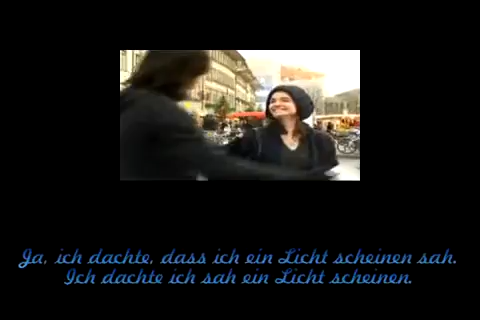 Ja, ich dachte, dass ich ein Licht scheinen sah.
Ich dachte ich sah ein Licht scheinen.